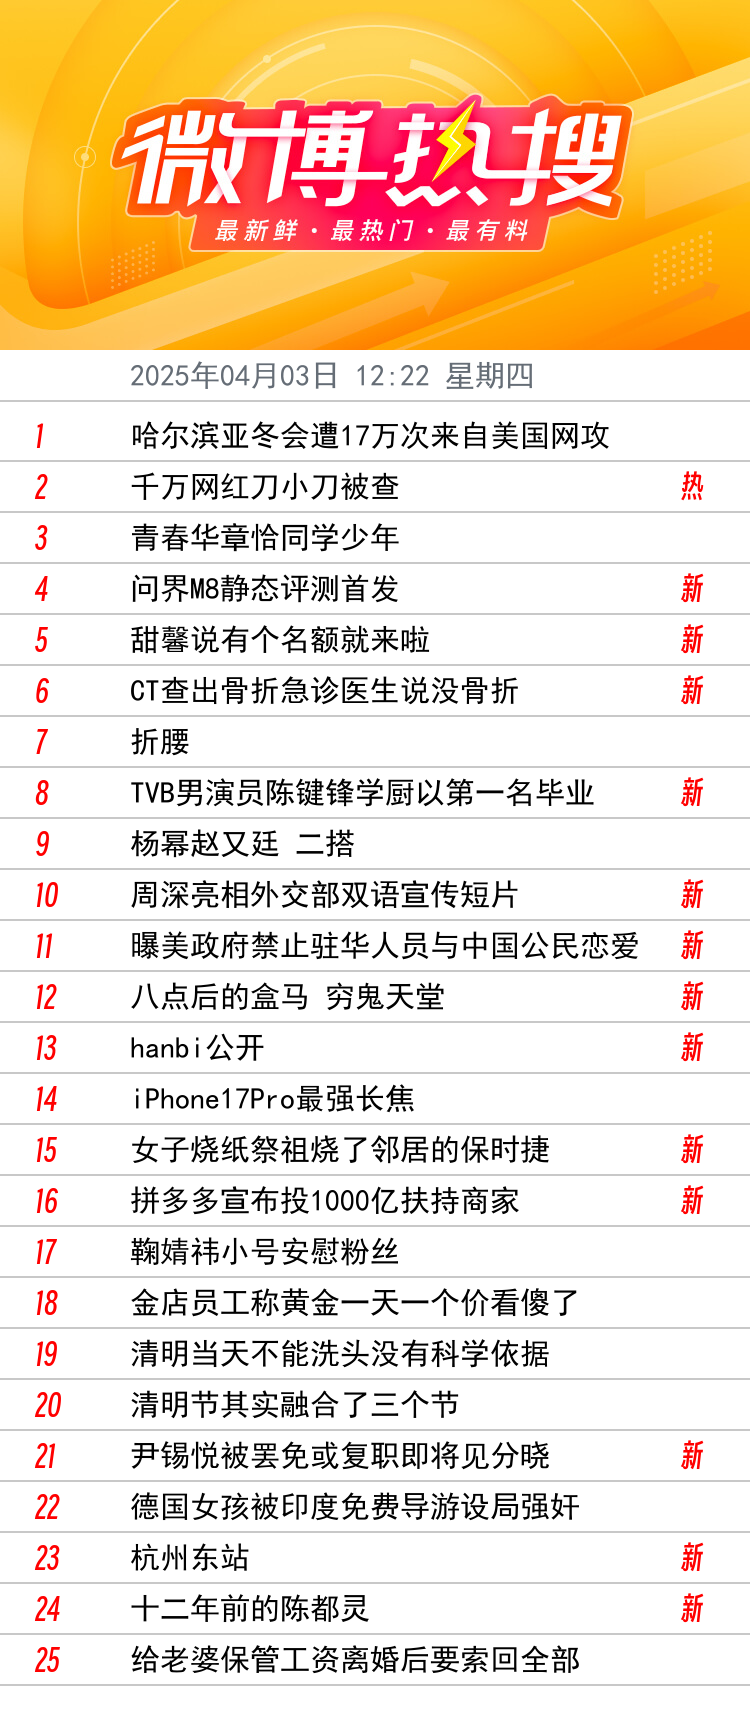 微博热搜
最新鲜·最热门·最有料
2025年04月03日 12:22 星期四
1 哈尔滨亚冬会遭17万次来自美国网攻
2 千万网红刀小刀被查 热
3 青春华章恰同学少年
4 问界M8静态评测首发 新
5 甜馨说有个名额就来啦 新
6 CT查出骨折急诊医生说没骨折 新
7 折腰
8 TVB男演员陈键锋学厨以第一名毕业 新
9 杨幂赵又廷 二搭
10 周深亮相外交部双语宣传短片 新
11 曝美政府禁止驻华人员与中国公民恋爱 新
12 八点后的盒马 穷鬼天堂 新
13 hanbi公开 新
14 iPhone17Pro最强长焦
15 女子烧纸祭祖烧了邻居的保时捷 新
16 拼多多宣布投1000亿扶持商家 新
17 鞠婧祎小号安慰粉丝
18 金店员工称黄金一天一个价看傻了
19 清明当天不能洗头没有科学依据
20 清明节其实融合了三个节
21 尹锡悦被罢免或复职即将见分晓 新
22 德国女孩被印度免费导游设局强奸
23 杭州东站 新
24 十二年前的陈都灵 新
25 给老婆保管工资离婚后要索回全部